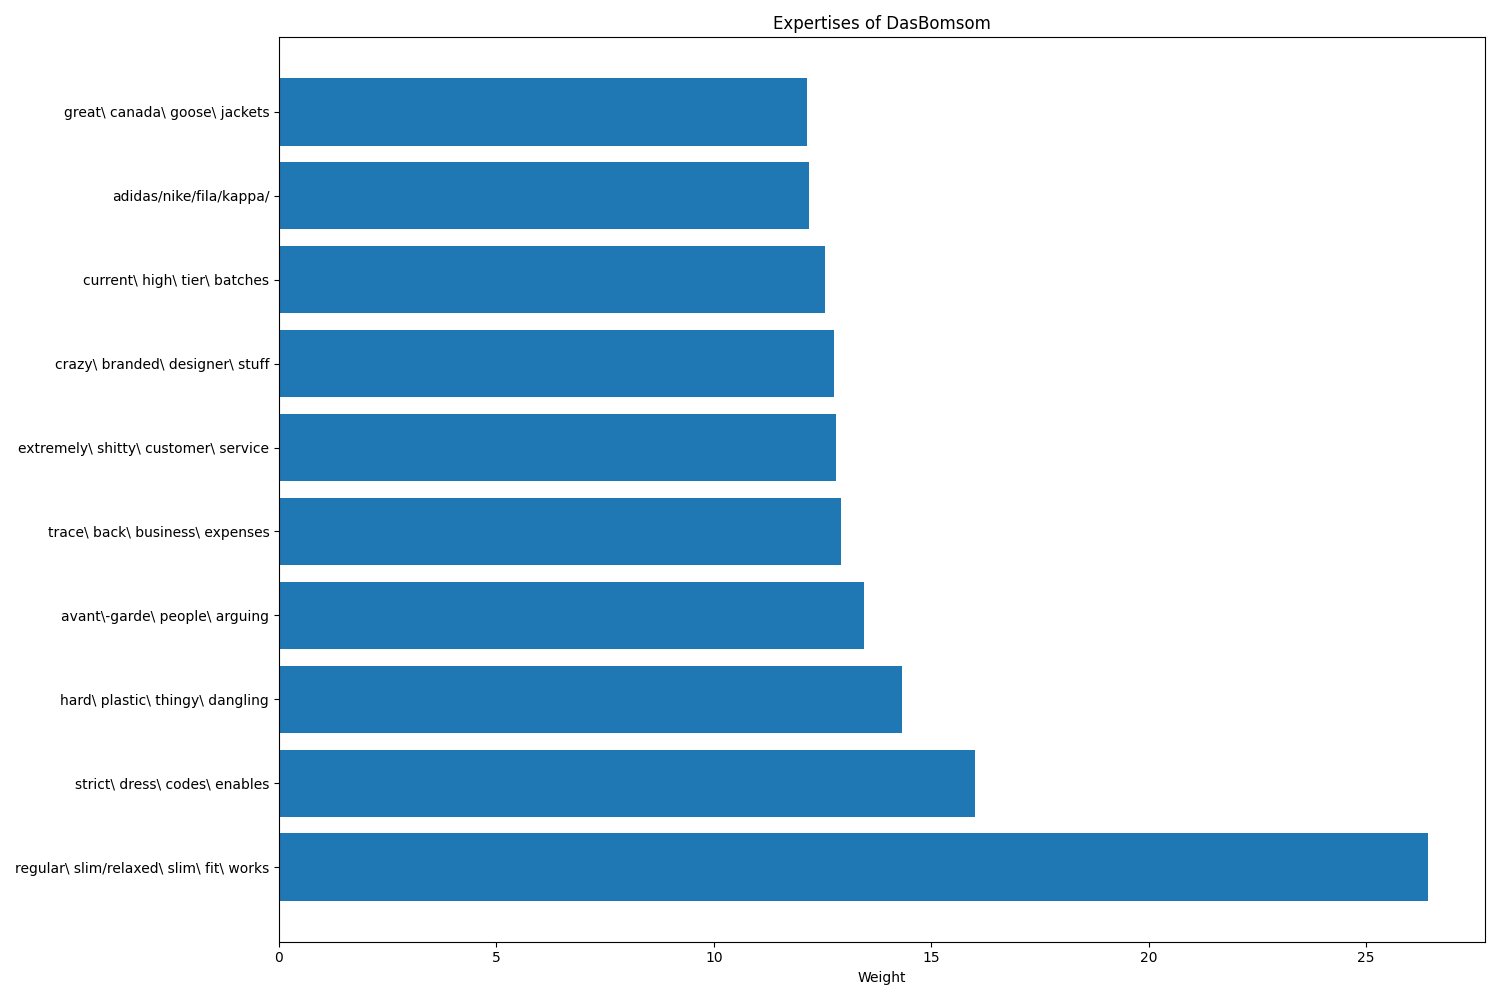 Expertises of DasBomsom
great\ canada\ goose\ jackets
adidas/nike/fila/kappa/
current\ high\ tier\ batches
crazy\ branded\ designer\ stuff
extremely\ shitty\ customer\ service
trace\ back\ business\ expenses
avant\-garde\ people\ arguing
hard\ plastic\ thingy\ dangling
strict\ dress\ codes\ enables
regular\ slim/relaxed\ slim\ fit\ works
0 5 10 15 20 25
Weight